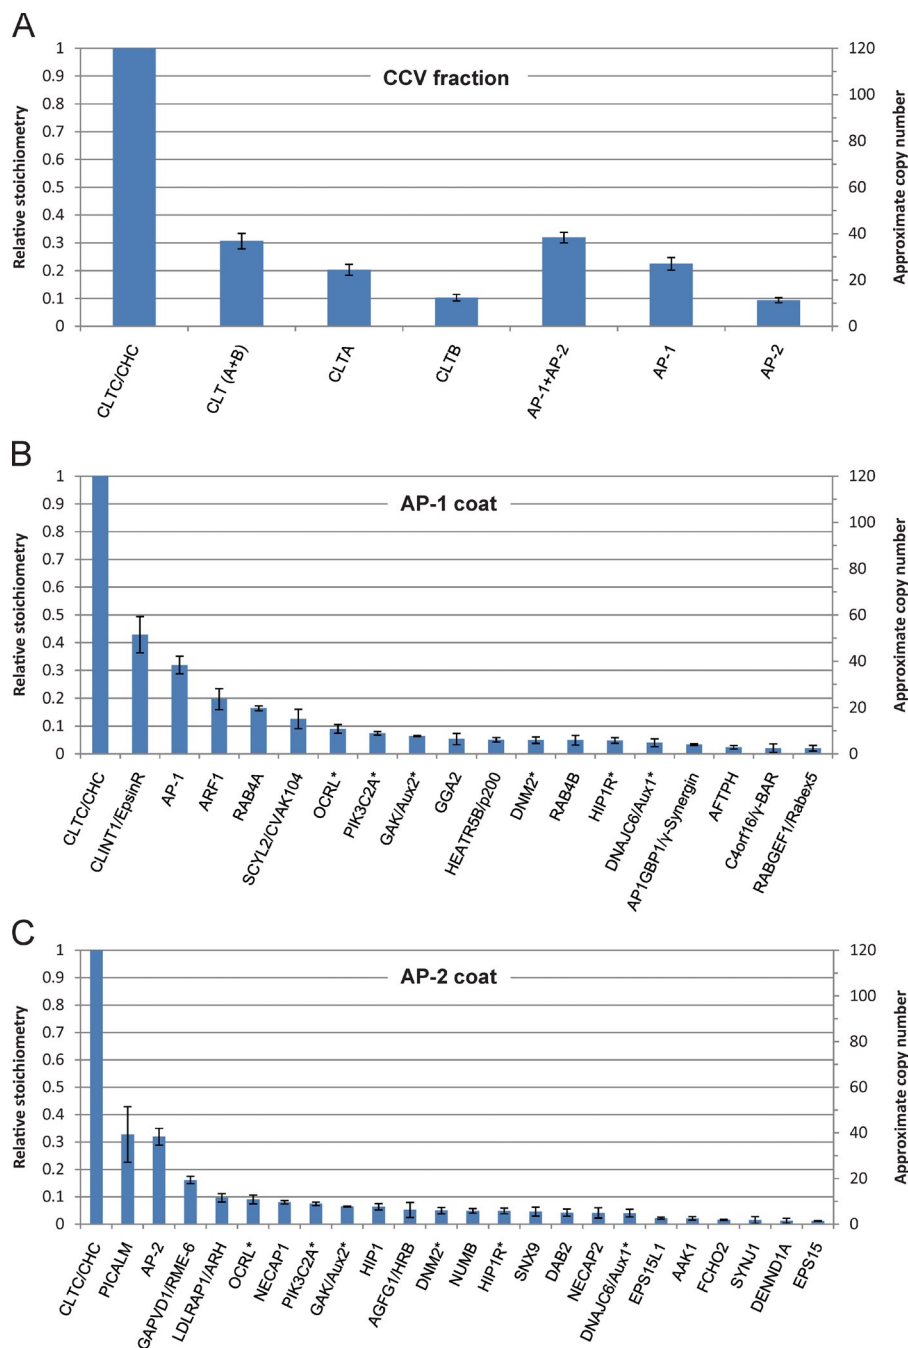 A
CCV fraction
Relative stoichiometry
1
0.9
0.8
0.7
0.6
0.5
0.4
0.3
0.2
0.1
0
120
100
80
60
40
20
0
Approximate copy number
CLTC/CHC
CLT (A+B)
CLTA
CLTB
AP-1+AP-2
AP-1
AP-2
B
AP-1 coat
Relative stoichiometry
1
0.9
0.8
0.7
0.6
0.5
0.4
0.3
0.2
0.1
0
120
100
80
60
40
20
0
Approximate copy number
CLTC/CHC
CLINT1/EpsinR
AP-1
ARF1
RAB4A
SCYL2/CVAK104
OCRL*
PIK3C2A*
GAK/Aux2*
GGA2
HEATR5B/p200
DNM2*
RAB4B
HIP1R*
DNAJC6/Aux1*
AP1GBP1/γ-Synergin
AFTPH
C4orf16/γ-BAR
RABGEF1/Rabex5
C
AP-2 coat
Relative stoichiometry
1
0.9
0.8
0.7
0.6
0.5
0.4
0.3
0.2
0.1
0
120
100
80
60
40
20
0
Approximate copy number
CLTC/CHC
PICALM
AP-2
GAPVD1/RME-6
LDLRAP1/ARH
OCRL*
NECAP1
PIK3C2A*
GAK/Aux2*
HIP1
AGFG1/HRB
DNM2*
NUMB
HIP1R*
SNX9
DAB2
NECAP2
DNAJC6/Aux1*
EPS15L1
AAK1
FCHO2
SYNJ1
DENND1A
EPS15